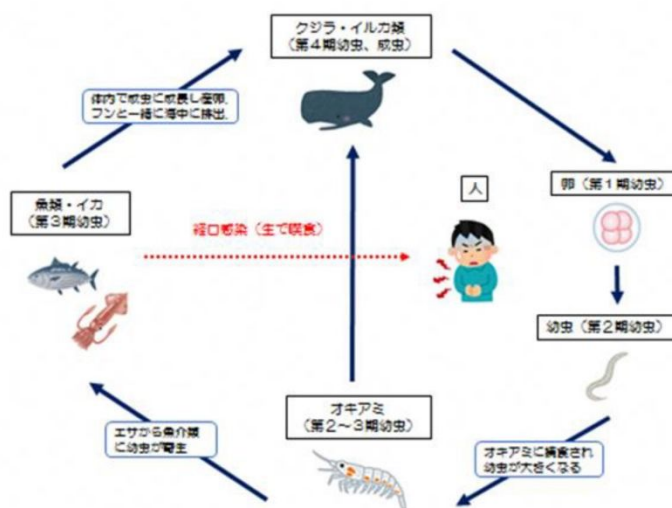 クジラ・イルカ類
(第4期幼虫、成虫)
体内で成虫に成長し産卵、
フンと一緒に海中に排出、
人
卵(第1期幼虫)
魚類・イカ
(第3期幼虫)
経口感染(生で喫食)
幼虫(第2期幼虫)
オキアミ
(第2~3期幼虫)
エサから魚介類
に幼虫が寄生
オキアミに捕食され
幼虫が大きくなる